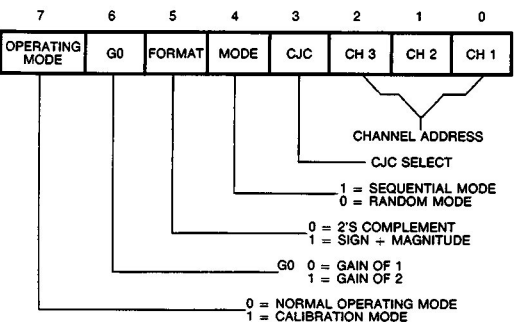 7 6 5 4 3 2 1 0
OPERATING MODE G0 FORMAT MODE CJC CH 3 CH 2 CH 1
CHANNEL ADDRESS
CJC SELECT
1 = SEQUENTIAL MODE
0 = RANDOM MODE
0 = 2'S COMPLEMENT
1 = SIGN + MAGNITUDE
G0 0 = GAIN OF 1
1 = GAIN OF 2
0 = NORMAL OPERATING MODE
1 = CALIBRATION MODE